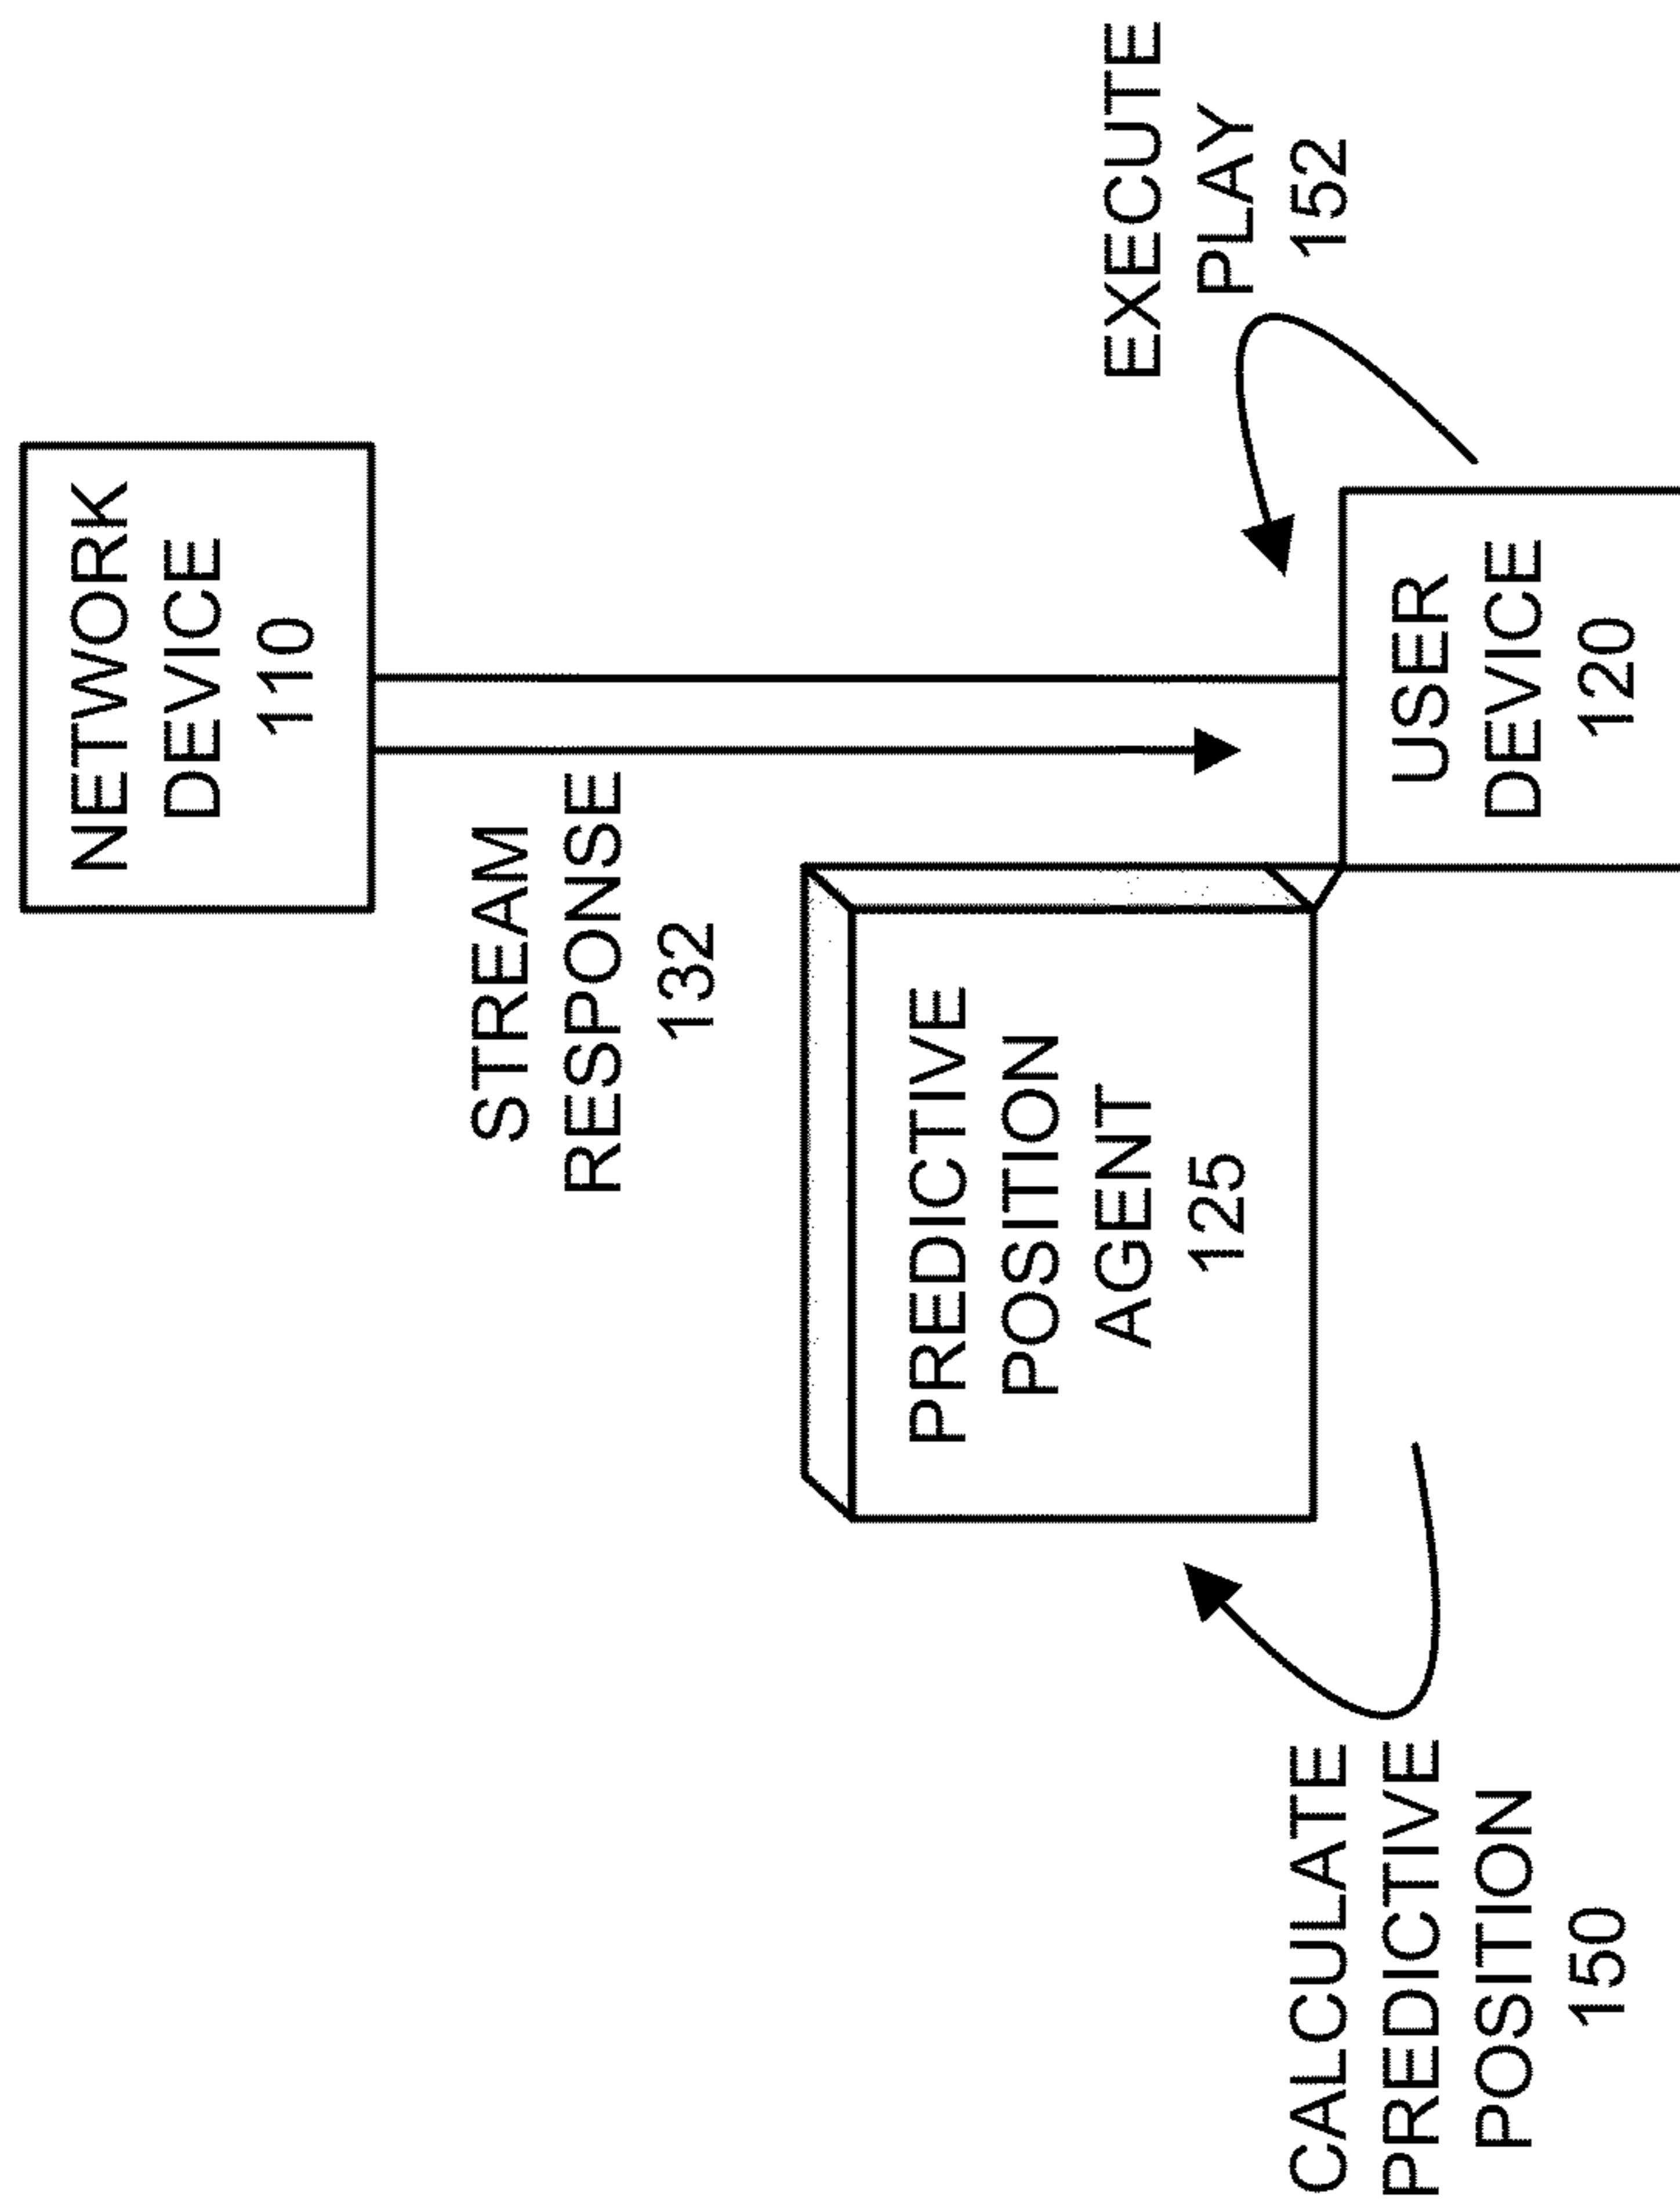 NETWORK
DEVICE
110
STREAM
RESPONSE
132
PREDICTIVE
POSITION
AGENT
125
EXECUTE
PLAY
152
USER
DEVICE
120
CALCULATE
PREDICTIVE
POSITION
150